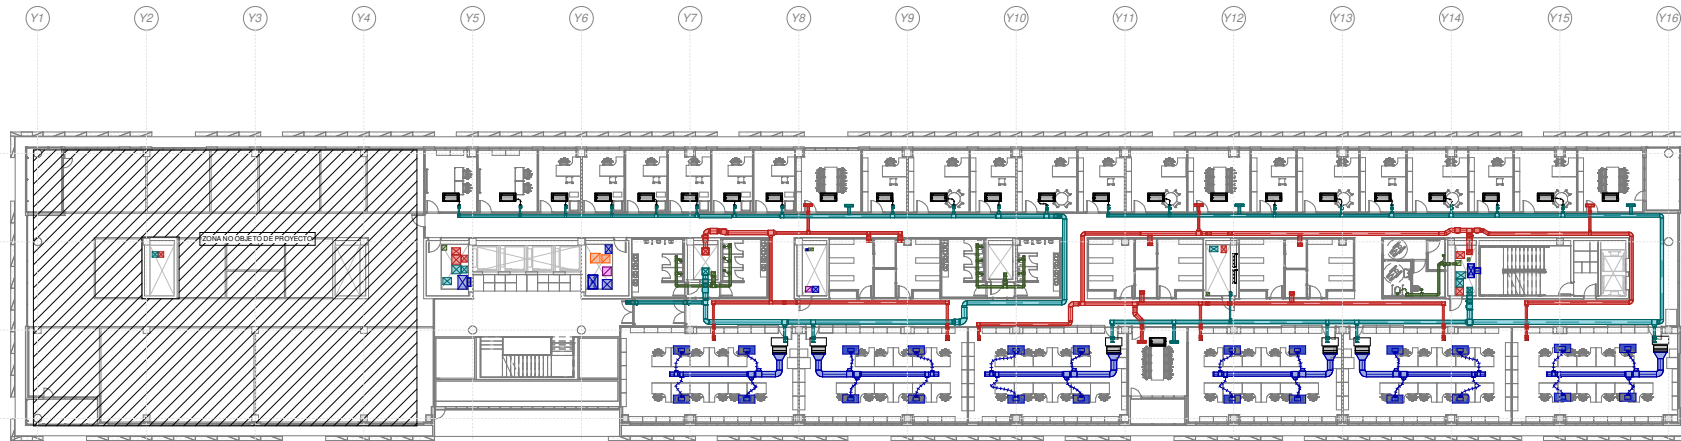 Y1 Y2 Y3 Y4 Y5 Y6 Y7 Y8 Y9 Y10 Y11 Y12 Y13 Y14 Y15 Y16
ZONA NO OBJETO DE PROYECTO